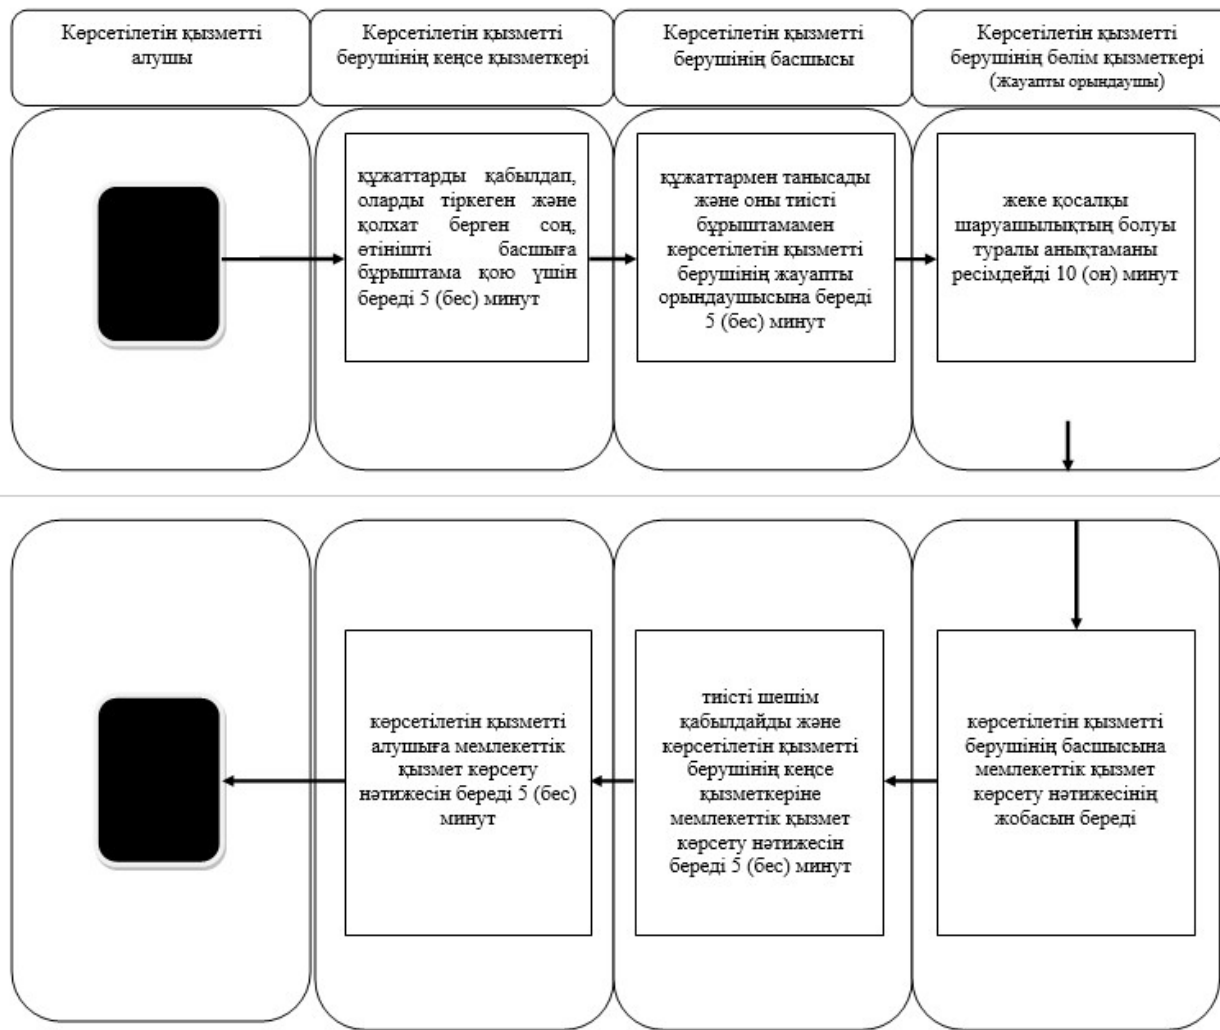 Көрсетілетін қызметті
алушы
Көрсетілетін қызметті
берушінің кеңсе қызметкері
Көрсетілетін қызметті
берушінің басшысы
Көрсетілетін қызметті
берушінің бөлім қызметкері
(жауапты орындаушы)
құжаттарды қабылдап,
оларды тіркеген және
қолхат берген соң,
өтінішті басшыға
бұрыштама қою үшін
береді 5 (бес) минут
құжаттармен танысады
және оны тиісті
бұрыштамамен
көрсетілетін қызметті
берушінің жауапты
орындаушысына береді
5 (бес) минут
жеке қосалқы
шаруашылықтың болуы
туралы анықтаманы
ресімдейді 10 (он) минут
көрсетілетін қызметті
алушыға мемлекеттік
қызмет көрсету
нәтижесін береді 5 (бес)
минут
тиісті шешім
қабылдайды және
көрсетілетін қызметті
берушінің кеңсе
қызметкеріне
мемлекеттік қызмет
көрсету нәтижесін
береді 5 (бес) минут
көрсетілетін қызметті
берушінің басшысына
мемлекеттік қызмет
көрсету нәтижесінің
жобасын береді